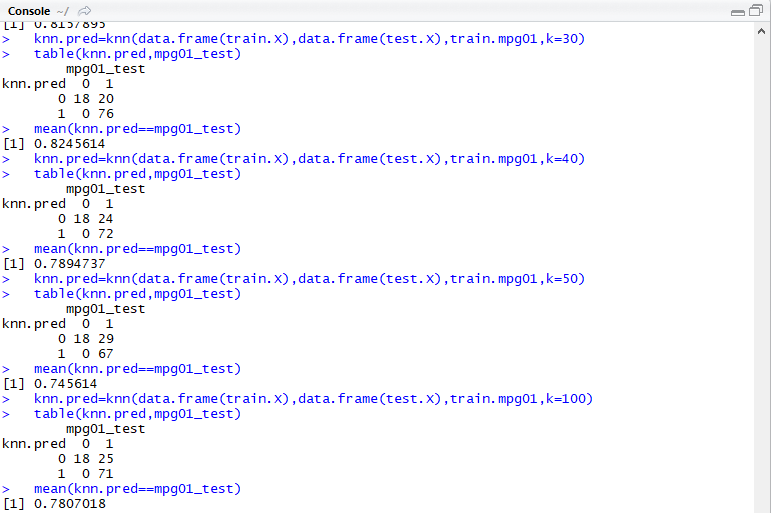 Console ~/
[1] 0.8157895
>   knn.pred=knn(data.frame(train.X),data.frame(test.X),train.mpg01,k=30)
>   table(knn.pred,mpg01_test)
        mpg01_test
knn.pred  0  1
       0 18 20
       1  0 76
>   mean(knn.pred==mpg01_test)
[1] 0.8245614
>   knn.pred=knn(data.frame(train.X),data.frame(test.X),train.mpg01,k=40)
>   table(knn.pred,mpg01_test)
        mpg01_test
knn.pred  0  1
       0 18 24
       1  0 72
>   mean(knn.pred==mpg01_test)
[1] 0.7894737
>   knn.pred=knn(data.frame(train.X),data.frame(test.X),train.mpg01,k=50)
>   table(knn.pred,mpg01_test)
        mpg01_test
knn.pred  0  1
       0 18 29
       1  0 67
>   mean(knn.pred==mpg01_test)
[1] 0.745614
>   knn.pred=knn(data.frame(train.X),data.frame(test.X),train.mpg01,k=100)
>   table(knn.pred,mpg01_test)
        mpg01_test
knn.pred  0  1
       0 18 25
       1  0 71
>   mean(knn.pred==mpg01_test)
[1] 0.7807018